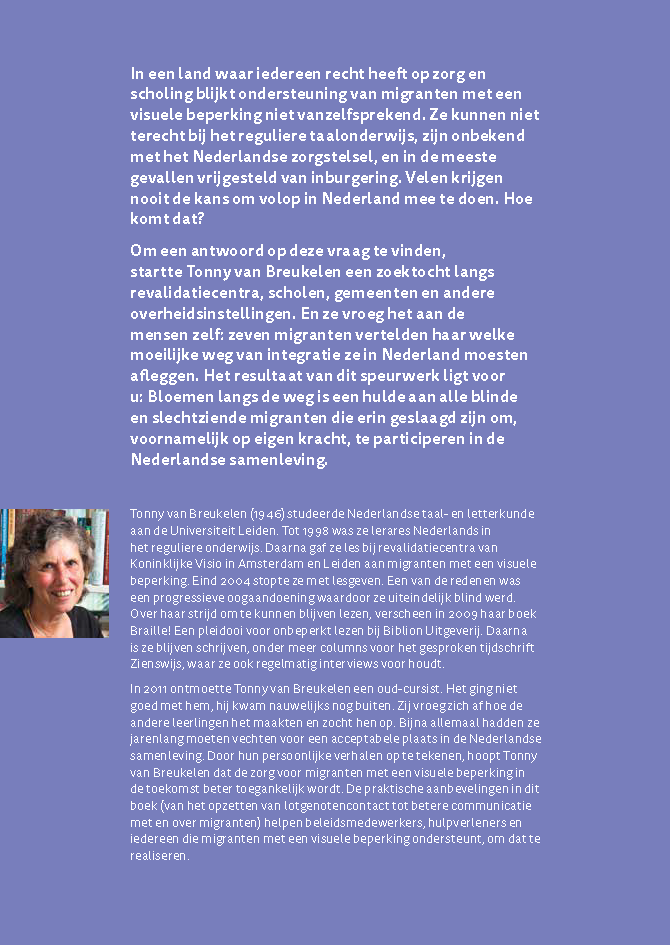 In een land waar iedereen recht heeft op zorg en
scholing blijkt ondersteuning van migranten met een
visuele beperking niet vanzelfsprekend. Ze kunnen niet
terecht bij het reguliere taalonderwijs, zijn onbekend
met het Nederlandse zorgstelsel, en in de meeste
gevallen vrijgesteld van inburgering. Velen krijgen
nooit de kans om volop in Nederland mee te doen. Hoe
komt dat?
Om een antwoord op deze vraag te vinden,
startte Tonny van Breukelen een zoektocht langs
revalidatiecentra, scholen, gemeenten en andere
overheidsinstellingen. En ze vroeg het aan de
mensen zelf: zeven migranten vertelden haar welke
moeilijke weg van integratie ze in Nederland moesten
afleggen. Het resultaat van dit speurwerk ligt voor
u: Bloemen langs de weg is een hulde aan alle blinde
en slechtziende migranten die erin geslaagd zijn om,
voornamelijk op eigen kracht, te participeren in de
Nederlandse samenleving.
Tonny van Breukelen (1946) studeerde Nederlandse taal- en letterkunde
aan de Universiteit Leiden. Tot 1998 was ze lerares Nederlands in
het reguliere onderwijs. Daarna gaf ze les bij revalidatiecentra van
Koninklijke Visio in Amsterdam en Leiden aan migranten met een visuele
beperking. Eind 2004 stopte ze met lesgeven. Een van de redenen was
een progressieve oogaandoening waardoor ze uiteindelijk blind werd.
Over haar strijd om te kunnen blijven lezen, verscheen in 2009 haar boek
Braille! Een pleidooi voor onbeperkt lezen bij Biblion Uitgeverij. Daarna
is ze blijven schrijven, onder meer columns voor het gesproken tijdschrift
Zienswijs, waar ze ook regelmatig interviews voor houdt.
In 2011 ontmoette Tonny van Breukelen een oud-cursist. Het ging niet
goed met hem, hij kwam nauwelijks nog buiten. Zij vroeg zich af hoe de
andere leerlingen het maakten en zocht hen op. Bijna allemaal hadden ze
jarenlang moeten vechten voor een acceptabele plaats in de Nederlandse
samenleving. Door hun persoonlijke verhalen op te tekenen, hoopt Tonny
van Breukelen dat de zorg voor migranten met een visuele beperking in
de toekomst beter toegankelijk wordt. De praktische aanbevelingen in dit
boek (van het opzetten van lotgenotencontact tot betere communicatie
met en over migranten) helpen beleidsmedewerkers, hulpverleners en
iedereen die migranten met een visuele beperking ondersteunt, om dat te
realiseren.